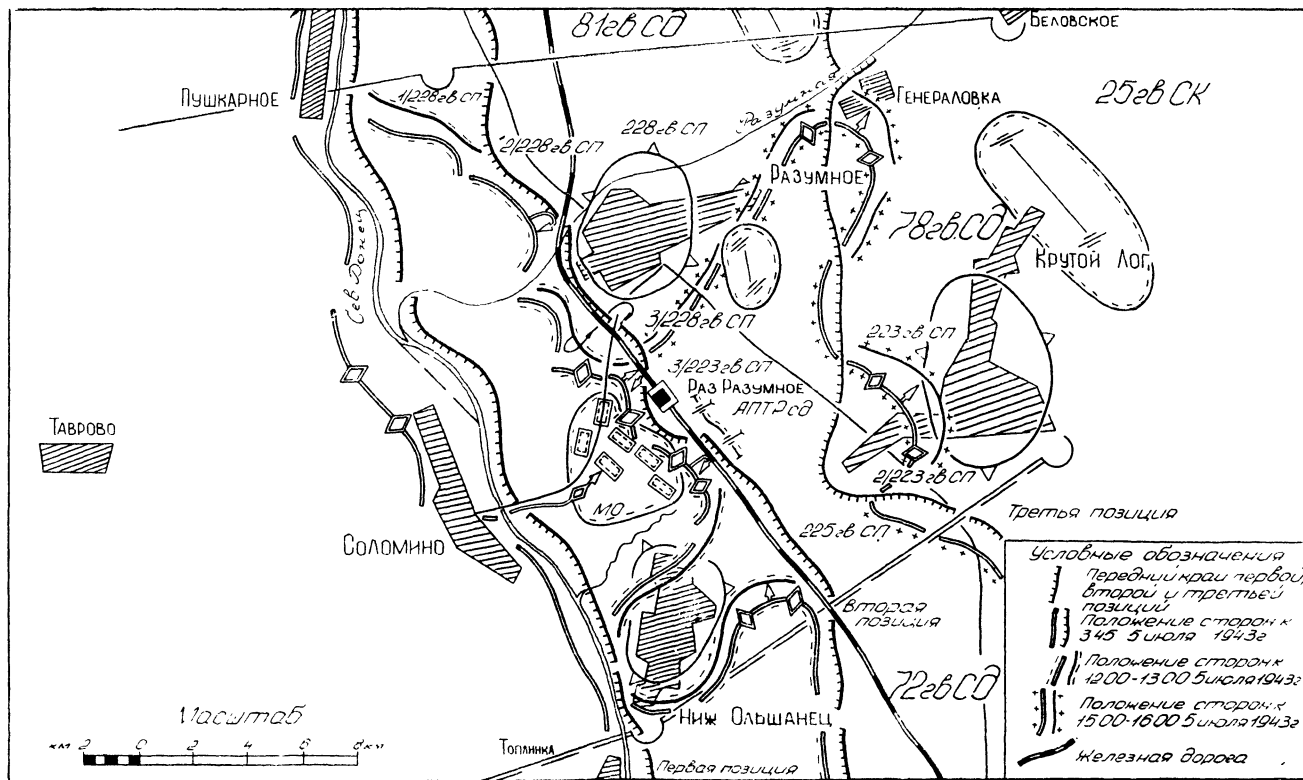 81гв СД
БЕЛОВСКОЕ
ПУШКАРНОЕ
1/228гв СП
Разумная
ГЕНЕРАЛОВКА
25гв СК
2/228гв СП
228гв СП
РАЗУМНОЕ
78гв.СД
Сев Донец
КРУТОЙ ЛОГ
3/228гв СП
223гв СП
3/223гв СП
РАЗ РАЗУМНОЕ
АПТР сд
ТАВРОВО
2/223гв СП
МО
ТРЕТЬЯ ПОЗИЦИЯ
СОЛОМИНО
225гв СП
Вторая
позиция
72гв СД
НИЖ ОЛЬШАНЕЦ
ТОПЛИНКА
Первая позиция
Масштаб
км 2 0 2 4 6 8 км
Условные обозначения
Передний край первой,
второй и третьей
позиций
Положение сторон к
3 45 5 июля 1943г
Положение сторон к
12 00-13 00 5 июля 1943г
Положение сторон к
15 00-16 00 5 июля 1943г
Железная дорога